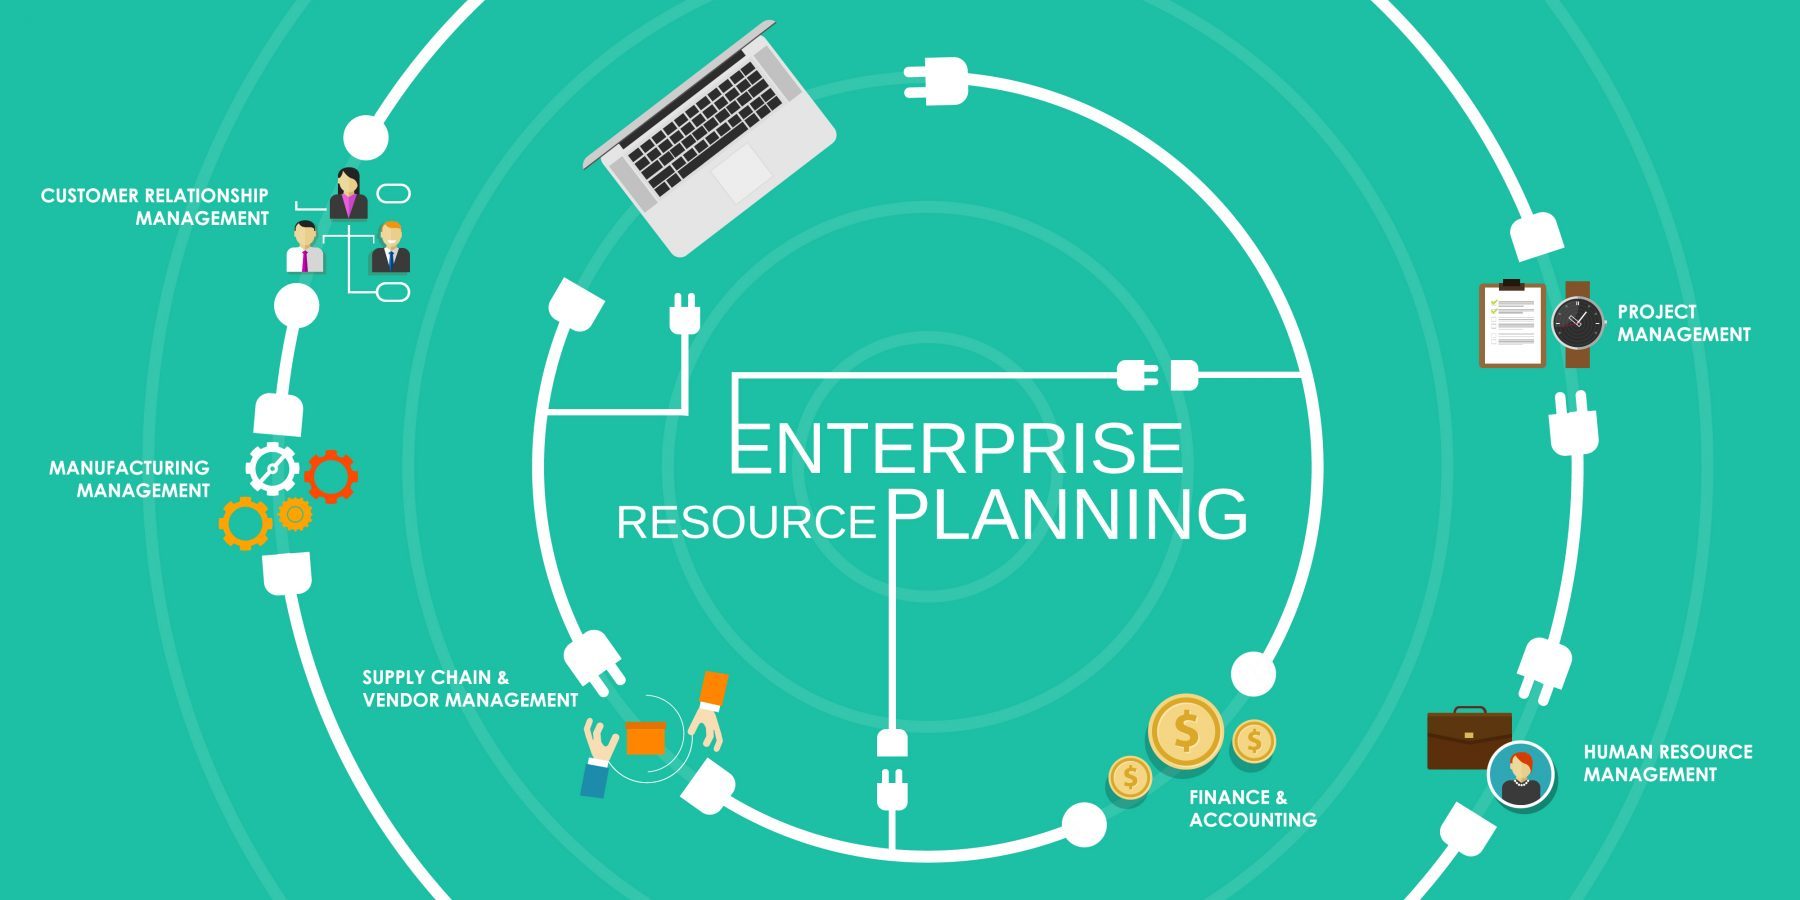 CUSTOMER RELATIONSHIP
MANAGEMENT
MANUFACTURING
MANAGEMENT
SUPPLY CHAIN &
VENDOR MANAGEMENT
ENTERPRISE
RESOURCE PLANNING
$
$
$
FINANCE &
ACCOUNTING
PROJECT
MANAGEMENT
HUMAN RESOURCE
MANAGEMENT